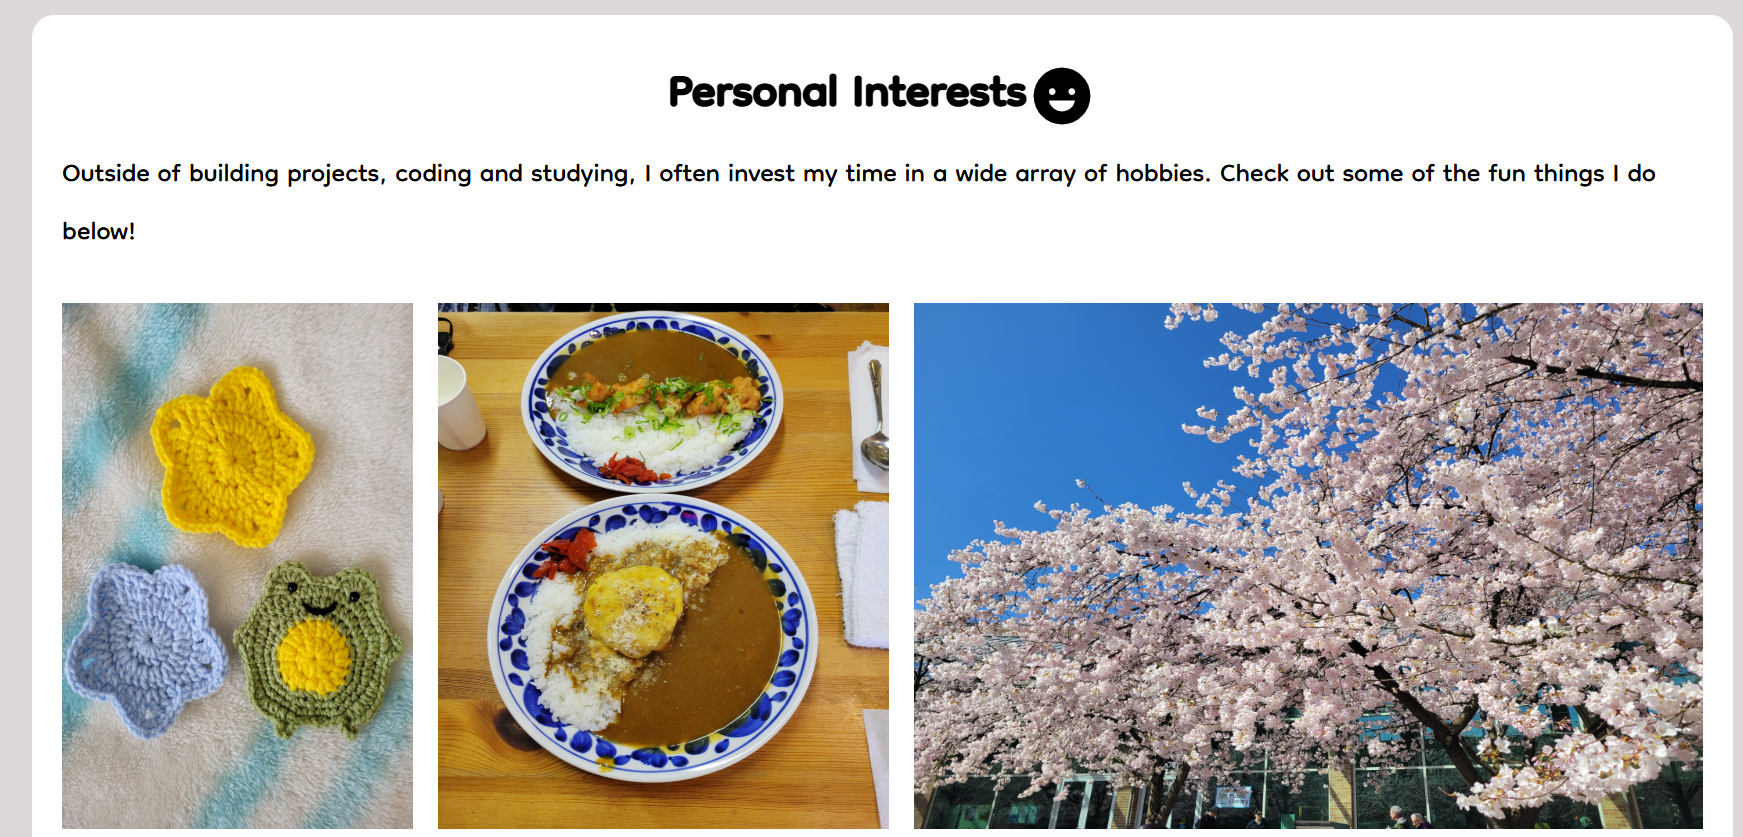 Personal Interests
Outside of building projects, coding and studying, I often invest my time in a wide array of hobbies. Check out some of the fun things I do
below!